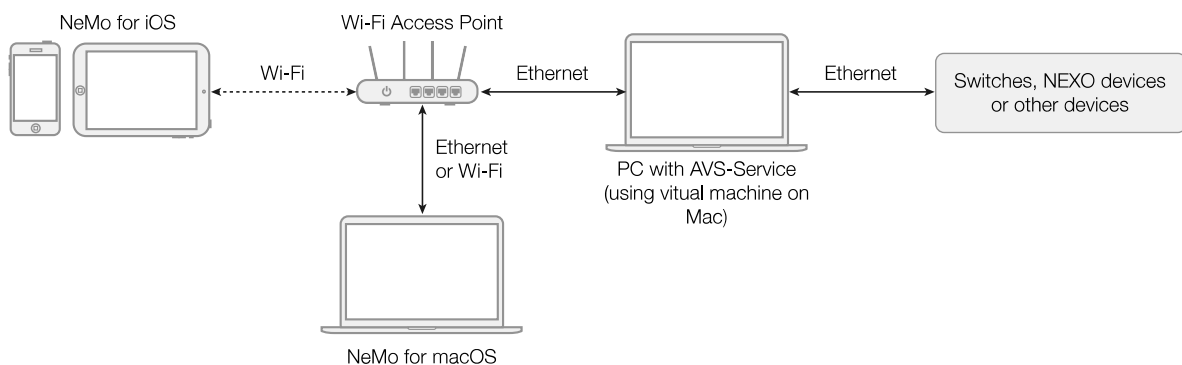 NeMo for iOS
Wi-Fi Access Point
Wi-Fi
Ethernet
Ethernet
Switches, NEXO devices
or other devices
Ethernet
or Wi-Fi
PC with AVS-Service
(using vitual machine on
Mac)
NeMo for macOS